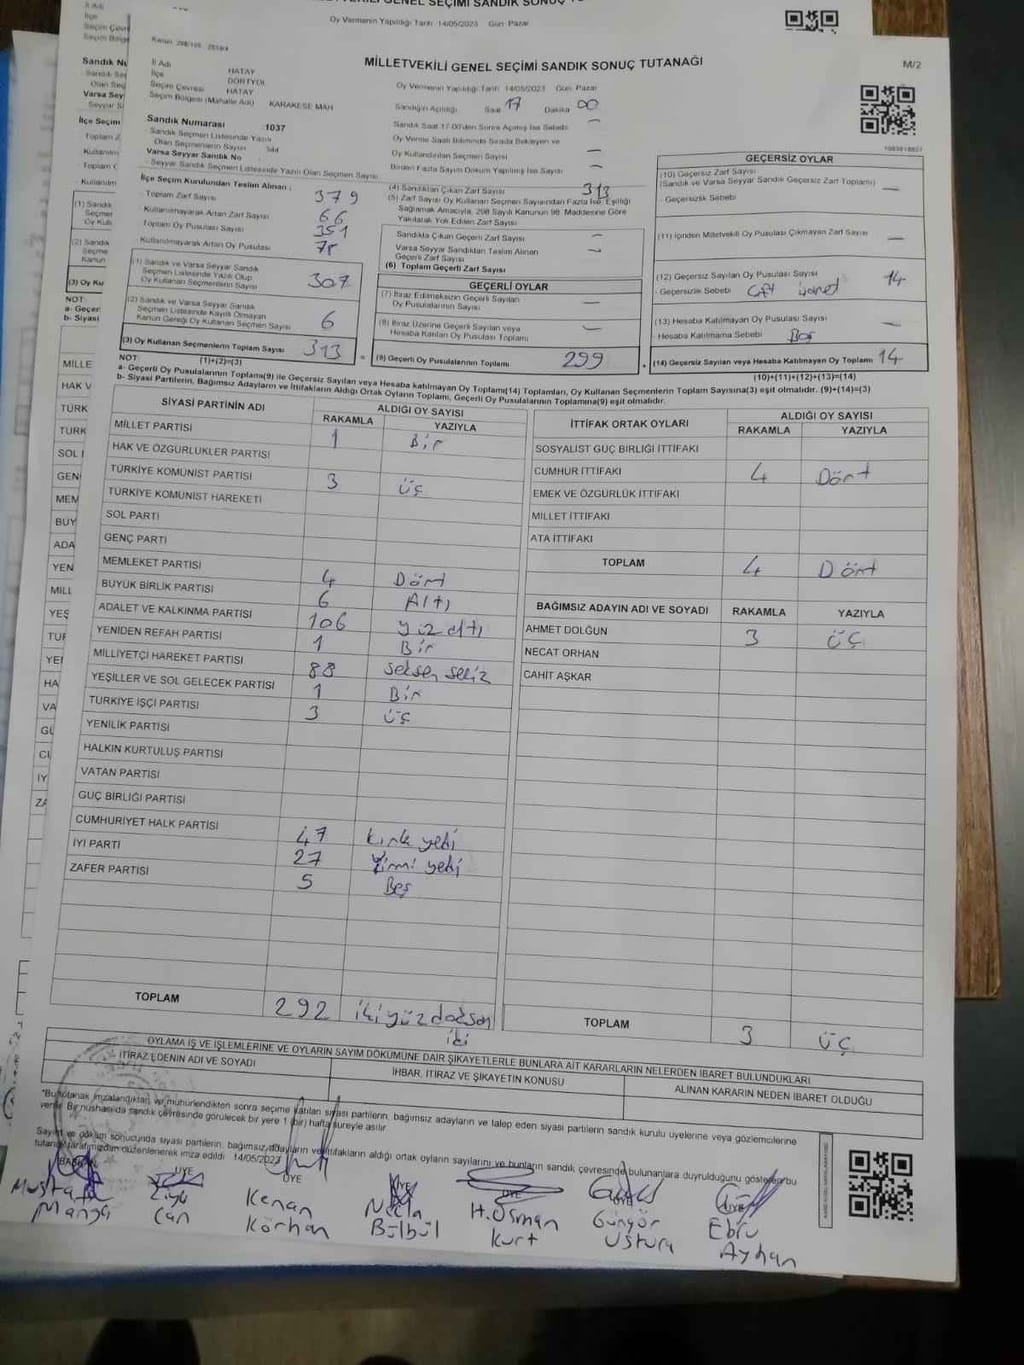 Oy Vermenin Yapıldığı Tarih 14/05/2023 Gün: Pazar
MİLLETVEKİLİ GENEL SEÇİMİ SANDIK SONUÇ TUTANAĞI
M/2
İl Adı HATAY
İlçe DÖRTYOL
Seçim Çevresi HATAY
Seçim Bölgesi (Mahalle Adı) KARAKESE MAH
Oy Vermenin Yapıldığı Tarih 14/05/2023 Gün: Pazar
Sandığın Açıldığı Saat 17 Dakika 00
Sandık Numarası :1037
Sandık Seçmen Listesinde Yazılı
Olan Seçmenlerin Sayısı
Varsa Seyyar Sandık No
Seyyar Sandık Seçmen Listesinde Yazılı Olan Seçmen Sayısı
Sandık Saat 17:00'den Sonra Açılmış İse Sebebi
Oy Verme Saati Bitiminde Sırada Bekleyen ve
Oy Kullandırılan Seçmen Sayısı
Birden Fazla Sayım Döküm Yapılmış İse Sayısı
İlçe Seçim Kurulundan Teslim Alınan ;
Toplam Zarf Sayısı 379
Kullanılmayarak Artan Zarf Sayısı 66
Toplam Oy Pusulası Sayısı 351
Kullanılmayarak Artan Oy Pusulası
(1) Sandık ve Varsa Seyyar Sandık
Seçmen Listesinde Yazılı Olup
Oy Kullanan Seçmenlerin Sayısı 307
(2) Sandık ve Varsa Seyyar Sandık
Seçmen Listesinde Kayıtlı Olmayan
Kanun Gereği Oy Kullanan Seçmen Sayısı 6
(3) Oy Kullanan Seçmenlerin Toplam Sayısı 313
(1)+(2)=(3)
(4) Sandıktan Çıkan Zarf Sayısı 313
(5) Zarf Sayısı Oy Kullanan Seçmen Sayısından Fazla İse, Eşitliği
Sağlamak Amacıyla, 298 Sayılı Kanunun 98. Maddesine Göre
Yakılarak Yok Edilen Zarf Sayısı
Sandıkta Çıkan Geçerli Zarf Sayısı
Varsa Seyyar Sandıktan Teslim Alınan
Geçerli Zarf Sayısı
(6) Toplam Geçerli Zarf Sayısı
GEÇERLİ OYLAR
(7) İtiraz Edilmeksizin Geçerli Sayılan
Oy Pusulalarının Sayısı
(8) İtiraz Üzerine Geçerli Sayılan veya
Hesaba Katılan Oy Pusulası Toplamı
(9) Geçerli Oy Pusulalarının Toplamı 299
GEÇERSİZ OYLAR
(10) Geçersiz Zarf Sayısı
(Sandık ve Varsa Seyyar Sandık Geçersiz Zarf Toplamı)
- Geçersizlik Sebebi
(11) İçinden Milletvekili Oy Pusulası Çıkmayan Zarf Sayısı
(12) Geçersiz Sayılan Oy Pusulası Sayısı 14
- Geçersizlik Sebebi
(13) Hesaba Katılmayan Oy Pusulası Sayısı
- Hesaba Katılmama Sebebi Boş
(14) Geçersiz Sayılan veya Hesaba Katılmayan Oy Toplamı 14
(10)+(11)+(12)+(13)=(14)
NOT:
a- Geçerli Oy Pusulalarının Toplamı(9) ile Geçersiz Sayılan veya Hesaba katılmayan Oy Toplamı(14) Toplamları, Oy Kullanan Seçmenlerin Toplam Sayısına(3) eşit olmalıdır. (9)+(14)=(3)
b- Siyasi Partilerin, Bağımsız Adayların ve İttifakların Aldığı Ortak Oyların Toplamı, Geçerli Oy Pusulalarının Toplamına(9) eşit olmalıdır.
SİYASİ PARTİNİN ADI ALDIĞI OY SAYISI
RAKAMLA YAZIYLA
MİLLET PARTİSİ 1 Bir
HAK VE ÖZGÜRLÜKLER PARTİSİ
TÜRKİYE KOMÜNİST PARTİSİ 3 üç
TÜRKİYE KOMÜNİST HAREKETİ
SOL PARTİ
GENÇ PARTİ
MEMLEKET PARTİSİ 4 Dört
BÜYÜK BİRLİK PARTİSİ 6 Altı
ADALET VE KALKINMA PARTİSİ 106 yüz altı
YENİDEN REFAH PARTİSİ 1 Bir
MİLLİYETÇİ HAREKET PARTİSİ 88 seksen sekiz
YEŞİLLER VE SOL GELECEK PARTİSİ 1 Bir
TÜRKİYE İŞÇİ PARTİSİ 3 üç
YENİLİK PARTİSİ
HALKIN KURTULUŞ PARTİSİ
VATAN PARTİSİ
GÜÇ BİRLİĞİ PARTİSİ
CUMHURİYET HALK PARTİSİ 47 kırk yedi
İYİ PARTİ 27 Yirmi yedi
ZAFER PARTİSİ 5 Beş
TOPLAM 292 ikiyüzdoksan
iki
İTTİFAK ORTAK OYLARI ALDIĞI OY SAYISI
RAKAMLA YAZIYLA
SOSYALİST GÜÇ BİRLİĞİ İTTİFAKI
CUMHUR İTTİFAKI 4 Dört
EMEK VE ÖZGÜRLÜK İTTİFAKI
MİLLET İTTİFAKI
ATA İTTİFAKI
TOPLAM 4 Dört
BAĞIMSIZ ADAYIN ADI VE SOYADI RAKAMLA YAZIYLA
AHMET DOLĞUN 3 üç
NECAT ORHAN
CAHİT AŞKAR
TOPLAM 3 üç
OYLAMA İŞ VE İŞLEMLERİNE VE OYLARIN SAYIM DÖKÜMÜNE DAİR ŞİKAYETLERLE BUNLARA AİT KARARLARIN NELERDEN İBARET BULUNDUKLARI
İTİRAZ EDENİN ADI VE SOYADI İHBAR, İTİRAZ VE ŞİKAYETİN KONUSU ALINAN KARARIN NEDEN İBARET OLDUĞU
*Bu tutanak imzalandıktan ve mühürlendikten sonra seçime katılan siyasi partilerin, bağımsız adayların ve talep eden siyasi partilerin sandık kurulu üyelerine veya gözlemcilerine
verilir. Bir nüshası da sandık çevresinde görülecek bir yere 1 (bir) hafta süreyle asılır.
Sayım ve döküm sonucunda siyasi partilerin, bağımsız adayların ve ittifakların aldığı ortak oyların sayılarını ve bunların sandık çevresinde bulunanlara duyrulduğunu gösteren bu
tutanak tarafımızdan düzenlenerek imza edildi. 14/05/2023
BAŞKAN ÜYE ÜYE ÜYE
Mustafa Ziya Kenan Necla H.Osman Güngör Ebru
Manga Can Körhan Bülbül Kurt Ustura Ayhan